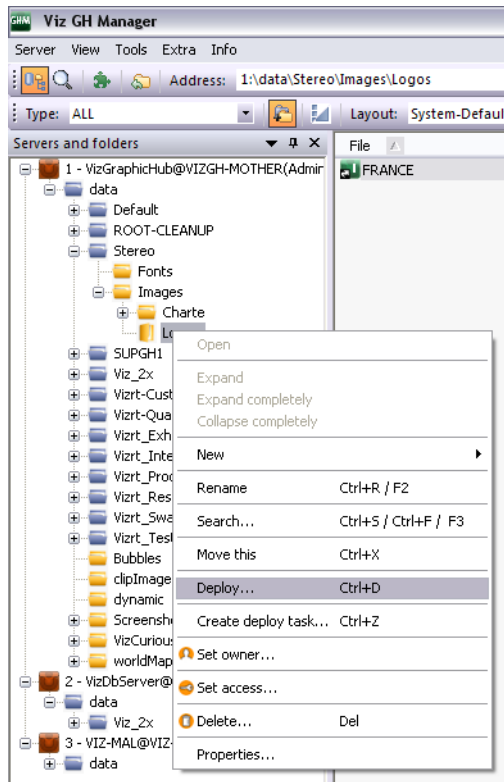 GHM Viz GH Manager
Server View Tools Extra Info
Address: 1:\data\Stereo\Images\Logos
Type: ALL Layout: System-Defaul
Servers and folders
File
1 - VizGraphicHub@VIZGH-MOTHER(Admir
FRANCE
data
Default
ROOT-CLEANUP
Stereo
Fonts
Images
Charte
Lo
SUPGH1
Viz_2x
Vizrt-Cust
Vizrt-Qua
Vizrt_Exh
Vizrt_Inte
Vizrt_Proc
Vizrt_Res
Vizrt_Swa
Vizrt_Test
Bubbles
clipImage
dynamic
Screensh
VizCuriou
worldMap
2 - VizDbServer@
data
Viz_2x
3 - VIZ-MAL@VIZ-
data
Open
Expand
Expand completely
Collapse completely
New
Rename Ctrl+R / F2
Search... Ctrl+S / Ctrl+F / F3
Move this Ctrl+X
Deploy... Ctrl+D
Create deploy task... Ctrl+Z
Set owner...
Set access...
Delete... Del
Properties...